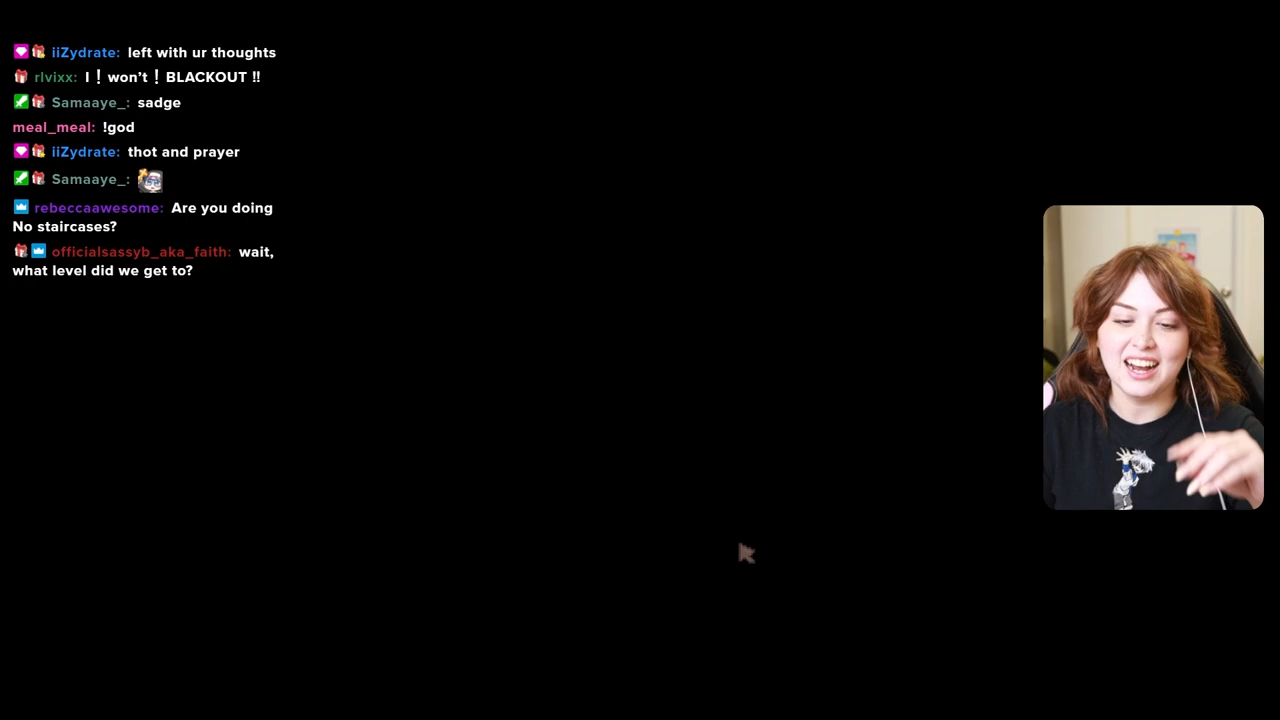 iiZydrate: left with ur thoughts
rlvixx: I❗won't❗BLACKOUT ‼
Samaaye_: sadge
meal_meal: !god
iiZydrate: thot and prayer
Samaaye_:
rebeccaawesome: Are you doing
No staircases?
officialsassyb_aka_faith: wait,
what level did we get to?